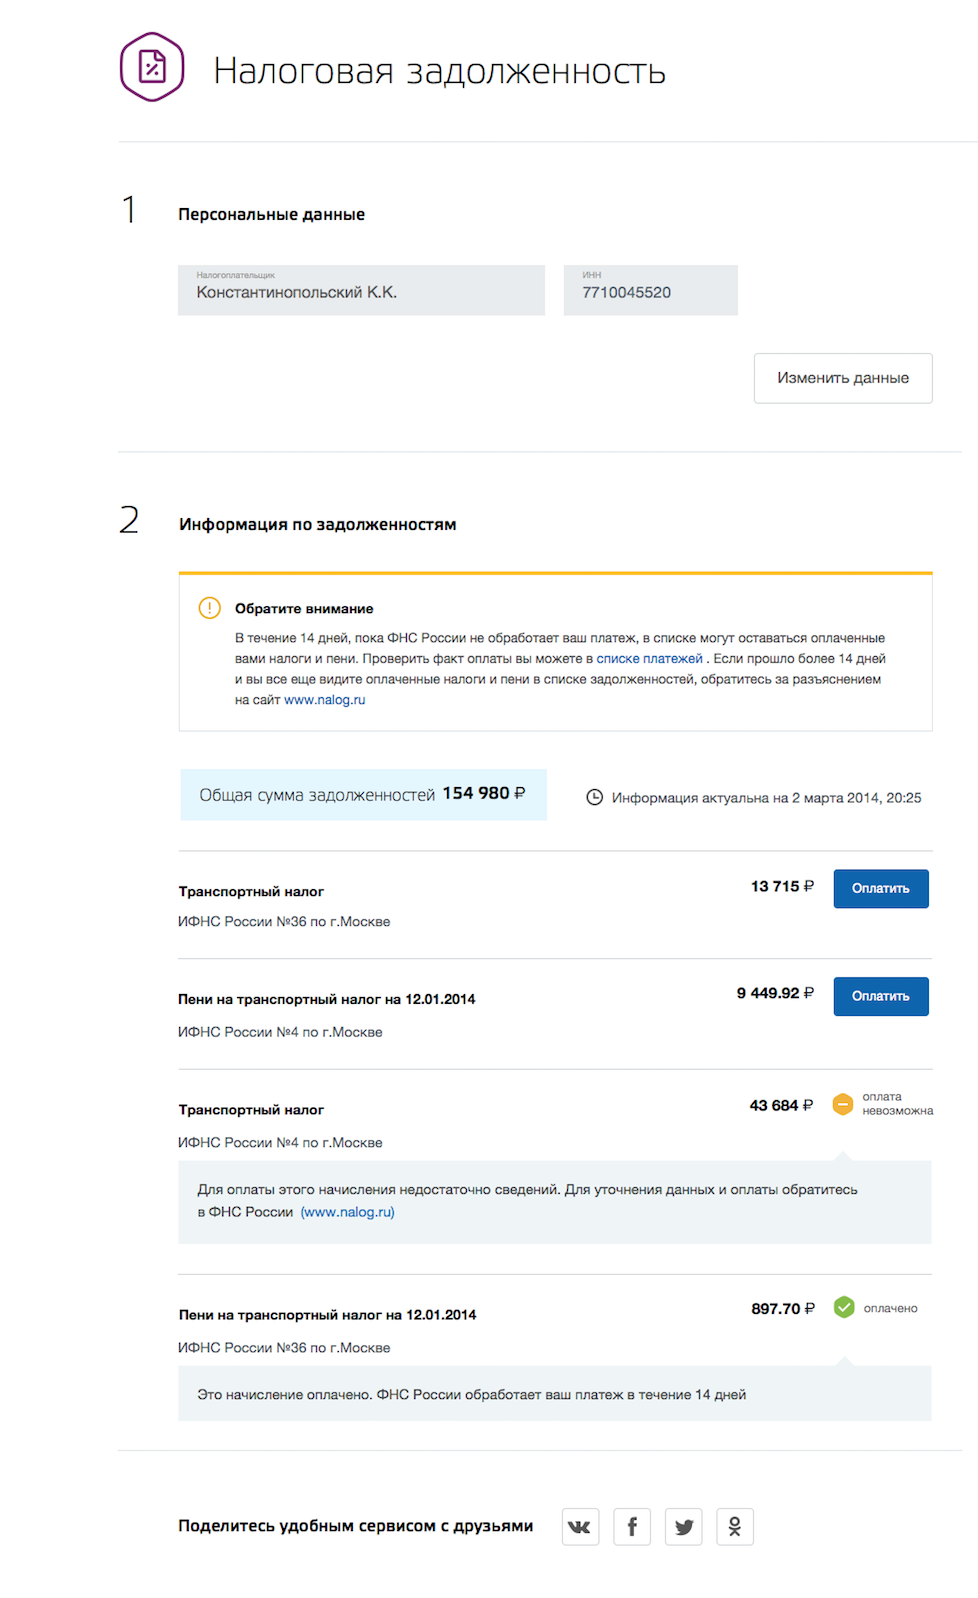 Налоговая задолженность
1
Персональные данные
Налогоплательщик
Константинопольский К.К.
ИНН
7710045520
Изменить данные
2
Информация по задолженностям
Обратите внимание
В течение 14 дней, пока ФНС России не обработает ваш платеж, в списке могут оставаться оплаченные
вами налоги и пени. Проверить факт оплаты вы можете в списке платежей . Если прошло более 14 дней
и вы все еще видите оплаченные налоги и пени в списке задолженностей, обратитесь за разъяснением
на сайт www.nalog.ru
Общая сумма задолженностей 154 980 ₽
Информация актуальна на 2 марта 2014, 20:25
Транспортный налог
13 715 ₽
Оплатить
ИФНС России №36 по г.Москве
Пени на транспортный налог на 12.01.2014
9 449.92 ₽
Оплатить
ИФНС России №4 по г.Москве
Транспортный налог
43 684 ₽
оплата
невозможна
ИФНС России №4 по г.Москве
Для оплаты этого начисления недостаточно сведений. Для уточнения данных и оплаты обратитесь
в ФНС России (www.nalog.ru)
Пени на транспортный налог на 12.01.2014
897.70 ₽
оплачено
ИФНС России №36 по г.Москве
Это начисление оплачено. ФНС России обработает ваш платеж в течение 14 дней
Поделитесь удобным сервисом с друзьями